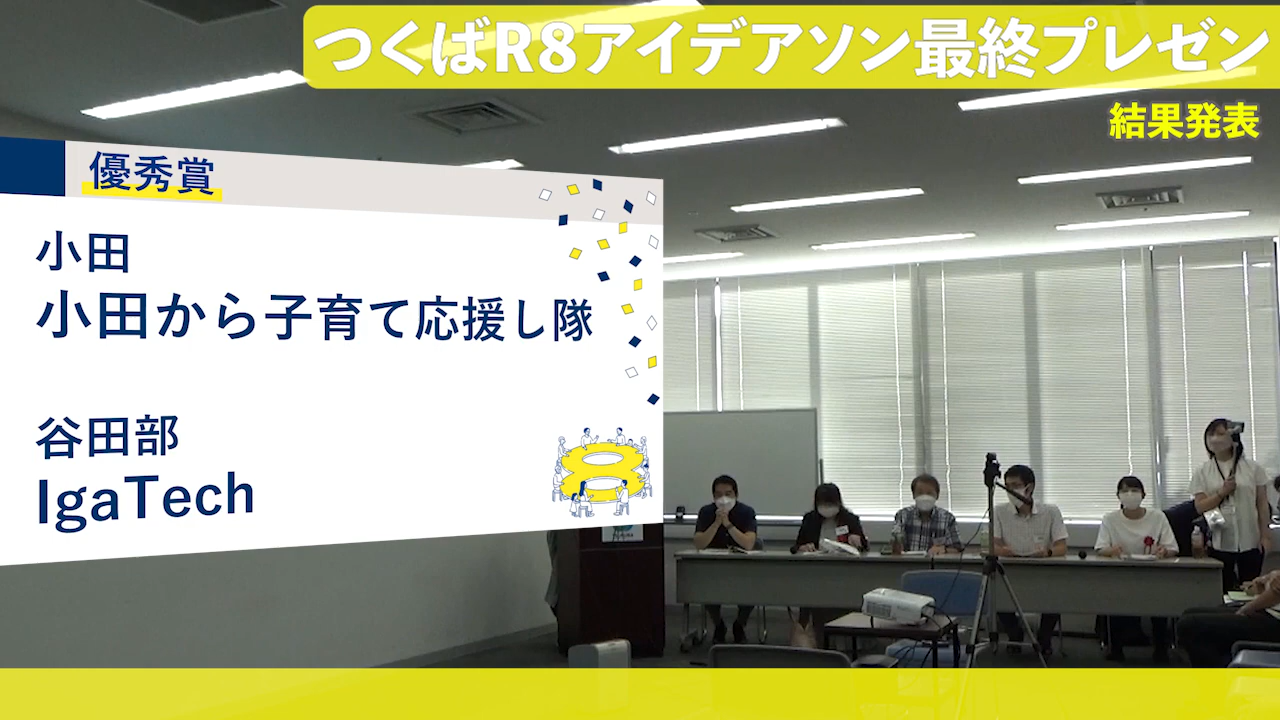 つくばR8アイデアソン最終プレゼン
結果発表
優秀賞
小田
小田から子育て応援し隊
谷田部
IgaTech